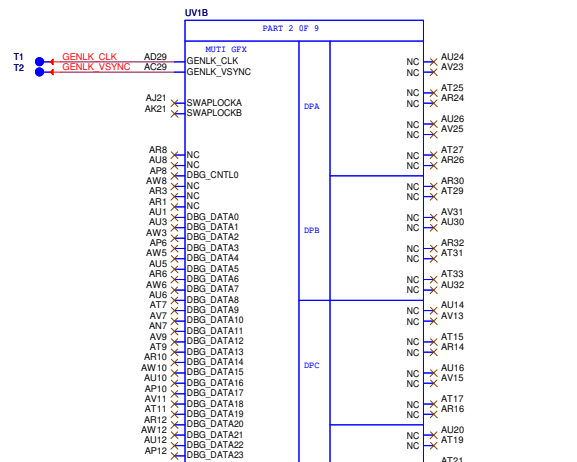 UV1B
PART 2 OF 9
MUTI GFX
T1 GENLK_CLK AD29 GENLK_CLK
T2 GENLK_VSYNC AC29 GENLK_VSYNC
AJ21 SWAPLOCKA
AK21 SWAPLOCKB
AR8 NC
AU8 NC
AP8 DBG_CNTL0
AW8 NC
AR3 NC
AR1 NC
AU1 DBG_DATA0
AU3 DBG_DATA1
AW3 DBG_DATA2
AP6 DBG_DATA3
AW5 DBG_DATA4
AU5 DBG_DATA5
AR6 DBG_DATA6
AW6 DBG_DATA7
AU6 DBG_DATA8
AT7 DBG_DATA9
AV7 DBG_DATA10
AN7 DBG_DATA11
AV9 DBG_DATA12
AT9 DBG_DATA13
AR10 DBG_DATA14
AW10 DBG_DATA15
AU10 DBG_DATA16
AP10 DBG_DATA17
AV11 DBG_DATA18
AT11 DBG_DATA19
AR12 DBG_DATA20
AW12 DBG_DATA21
AU12 DBG_DATA22
AP12 DBG_DATA23
DPA
NC AU24
NC AV23
NC AT25
NC AR24
NC AU26
NC AV25
NC AT27
NC AR26
DPB
NC AR30
NC AT29
NC AV31
NC AU30
NC AR32
NC AT31
NC AT33
NC AU32
DPC
NC AU14
NC AV13
NC AT15
NC AR14
NC AU16
NC AV15
NC AT17
NC AR16
NC AU20
NC AT19
AT21